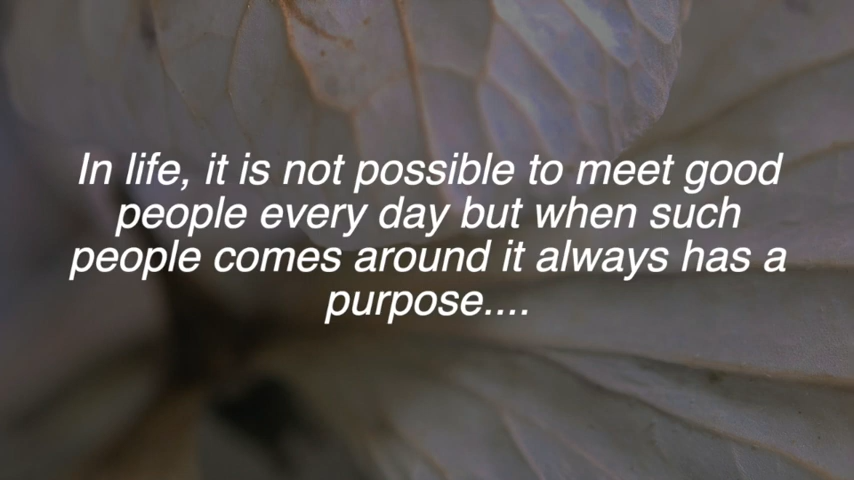 In life, it is not possible to meet good
people every day but when such
people comes around it always has a
purpose....